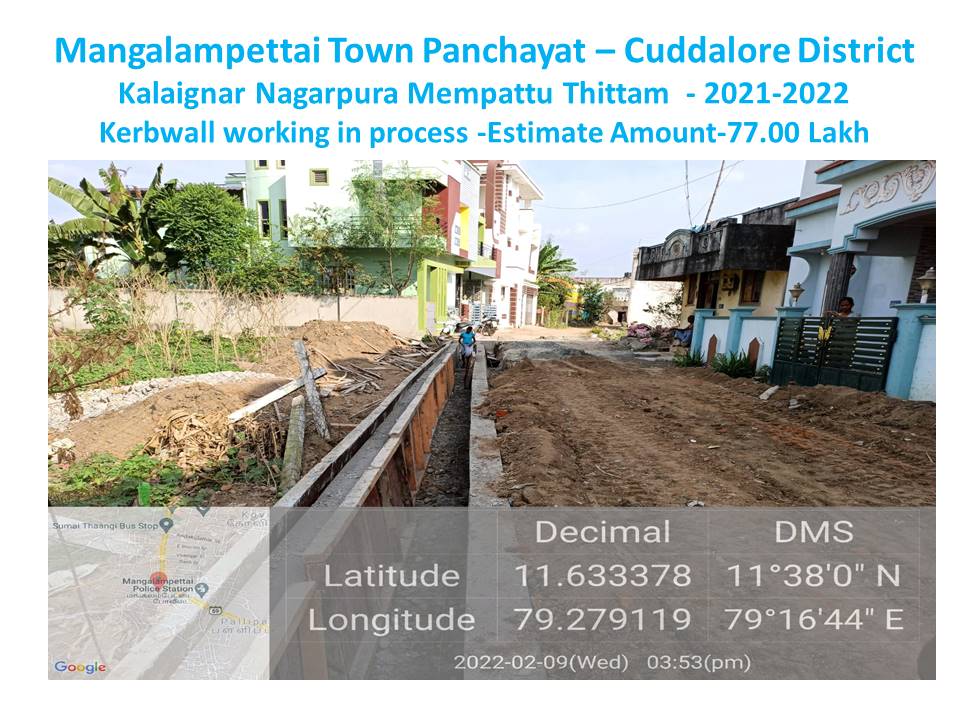 Mangalampettai Town Panchayat – Cuddalore District
Kalaignar Nagarpura Mempattu Thittam - 2021-2022
Kerbwall working in process -Estimate Amount-77.00 Lakh
Sumai Thaangi Bus Stop
Mangalampettai
Police Station
Pallipa
Google
Decimal DMS
Latitude 11.633378 11°38'0" N
Longitude 79.279119 79°16'44" E
2022-02-09(Wed) 03:53(pm)